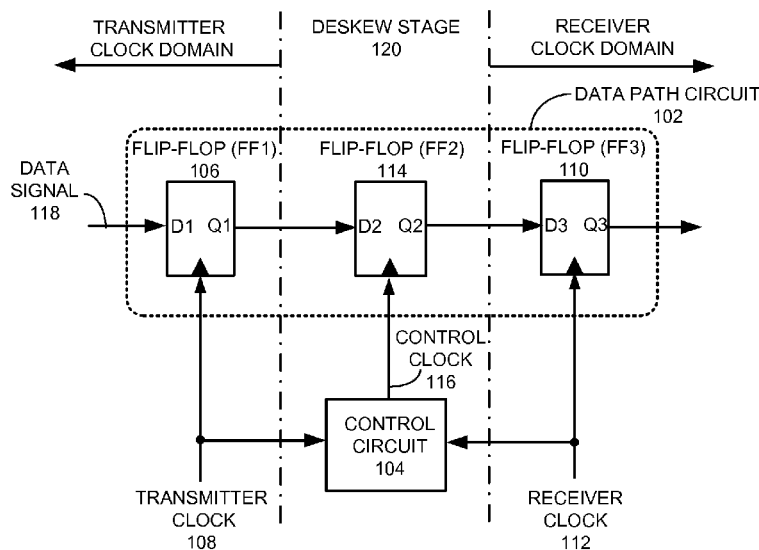 TRANSMITTER
CLOCK DOMAIN
DESKEW STAGE
120
RECEIVER
CLOCK DOMAIN
DATA PATH CIRCUIT
102
FLIP-FLOP (FF1)
106
FLIP-FLOP (FF2)
114
FLIP-FLOP (FF3)
110
DATA
SIGNAL
118
D1 Q1
D2 Q2
D3 Q3
CONTROL
CLOCK
116
CONTROL
CIRCUIT
104
TRANSMITTER
CLOCK
108
RECEIVER
CLOCK
112